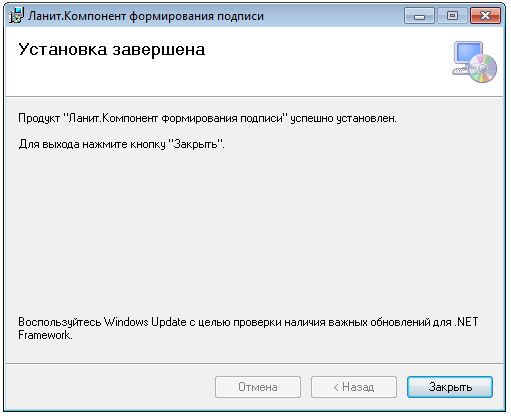 Ланит.Компонент формирования подписи
Установка завершена
Продукт "Ланит.Компонент формирования подписи" успешно установлен.
Для выхода нажмите кнопку "Закрыть".
Воспользуйтесь Windows Update с целью проверки наличия важных обновлений для .NET
Framework.
Отмена
< Назад
Закрыть